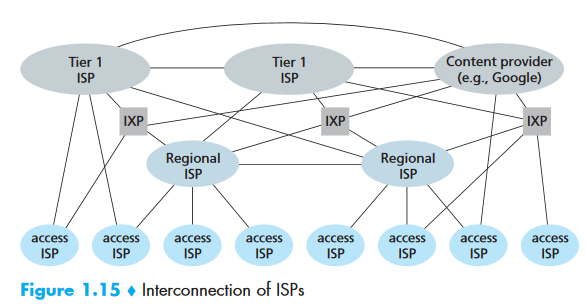 Tier 1
ISP
Tier 1
ISP
Content provider
(e.g., Google)
IXP
IXP
IXP
Regional
ISP
Regional
ISP
access
ISP
access
ISP
access
ISP
access
ISP
access
ISP
access
ISP
access
ISP
access
ISP
Figure 1.15 ♦ Interconnection of ISPs